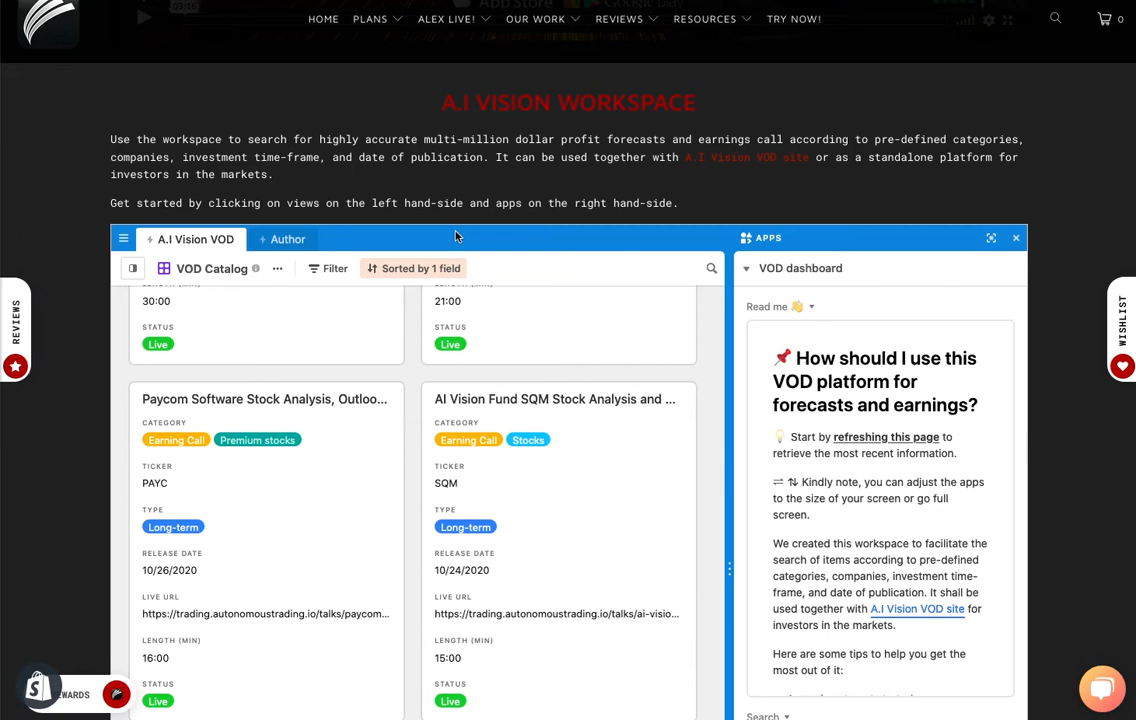 03:16
App Store
Google Play
HOME PLANS ALEX LIVE! OUR WORK REVIEWS RESOURCES TRY NOW!
0
A.I VISION WORKSPACE
Use the workspace to search for highly accurate multi-million dollar profit forecasts and earnings call according to pre-defined categories,
companies, investment time-frame, and date of publication. It can be used together with A.I Vision VOD site or as a standalone platform for
investors in the markets.
Get started by clicking on views on the left hand-side and apps on the right hand-side.
A.I Vision VOD
Author
APPS
VOD Catalog
Filter
Sorted by 1 field
VOD dashboard
30:00
STATUS
Live
21:00
STATUS
Live
Paycom Software Stock Analysis, Outloo...
CATEGORY
Earning Call Premium stocks
TICKER
PAYC
TYPE
Long-term
RELEASE DATE
10/26/2020
LIVE URL
https://trading.autonomoustrading.io/talks/paycom...
LENGTH (MIN)
16:00
STATUS
Live
AI Vision Fund SQM Stock Analysis and ...
CATEGORY
Earning Call Stocks
TICKER
SQM
TYPE
Long-term
RELEASE DATE
10/24/2020
LIVE URL
https://trading.autonomoustrading.io/talks/ai-visio...
LENGTH (MIN)
15:00
STATUS
Live
Read me 👋
📌 How should I use this
VOD platform for
forecasts and earnings?
💡 Start by refreshing this page to
retrieve the most recent information.
⇌ ⇅ Kindly note, you can adjust the apps
to the size of your screen or go full
screen.
We created this workspace to facilitate the
search of items according to pre-defined
categories, companies, investment time-
frame, and date of publication. It shall be
used together with A.I Vision VOD site for
investors in the markets.
Here are some tips to help you get the
most out of it:
Search
REVIEWS
WISHLIST
EWARDS